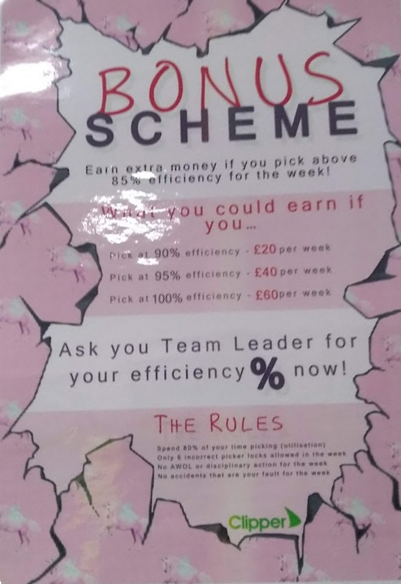 BONUS
SCHEME
Earn extra money if you pick above
85% efficiency for the week!
What you could earn if
you...
Pick at 90% efficiency - £20 per week
Pick at 95% efficiency - £40 per week
Pick at 100% efficiency - £60per week
Ask you Team Leader for
your efficiency % now!
THE RULES
Spend 80% of your time picking (utilisation)
Only 5 incorrect picker locks allowed in the week
No AWOL or disciplinary action for the week
No accidents that are your fault for the week
Clipper